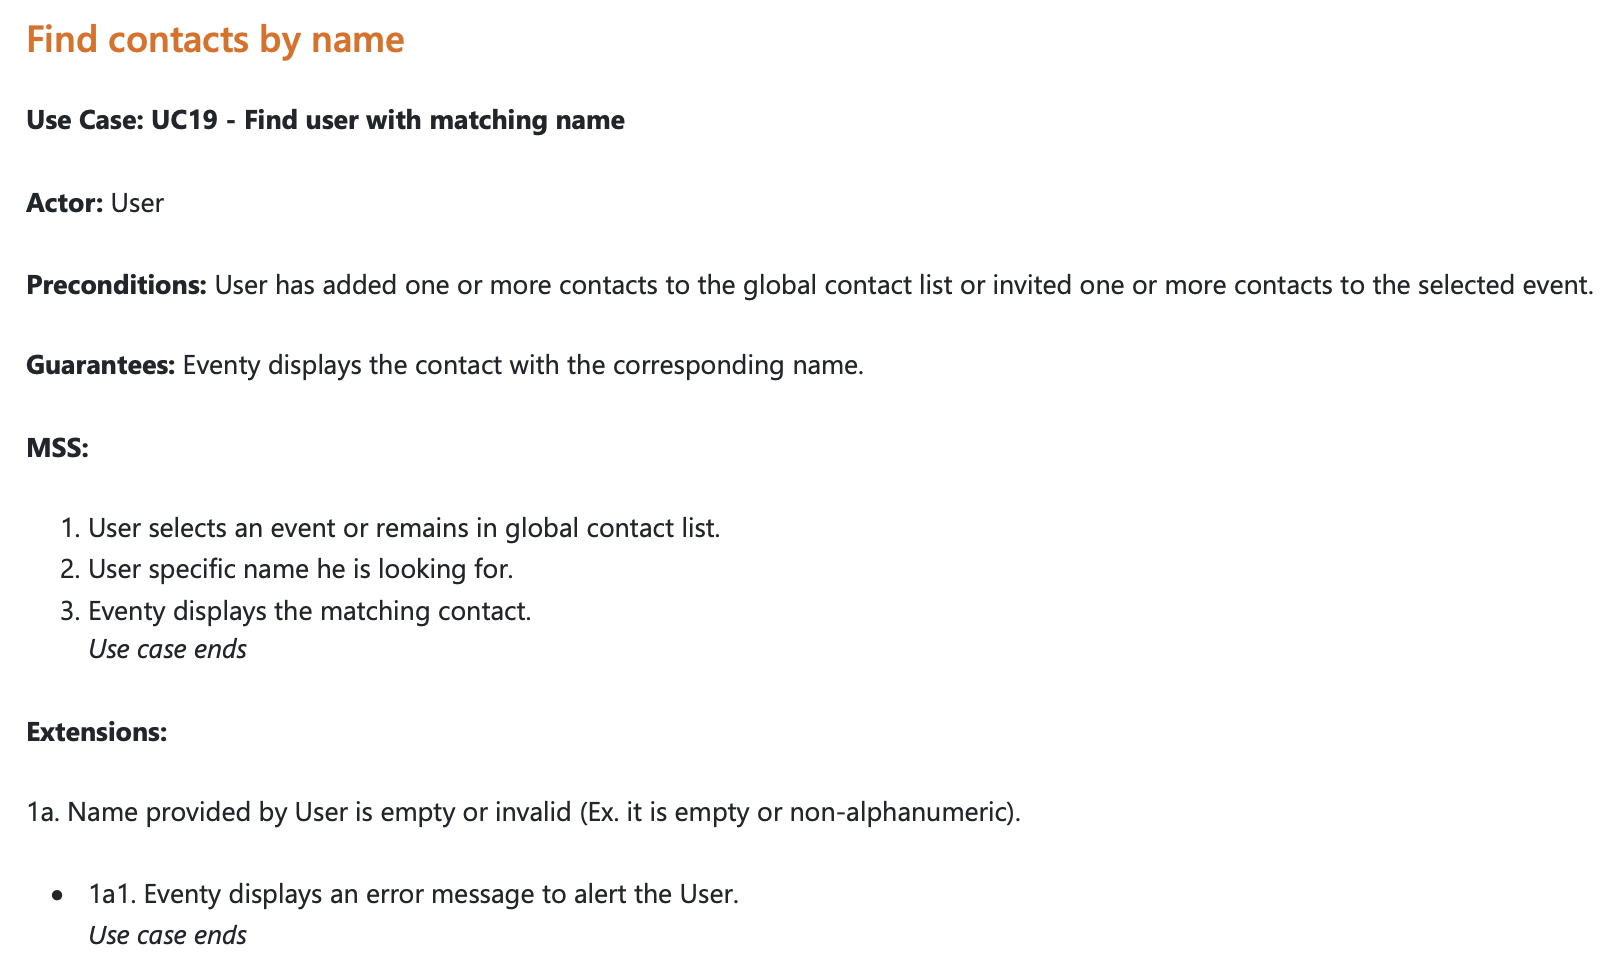 Find contacts by name
Use Case: UC19 - Find user with matching name
Actor: User
Preconditions: User has added one or more contacts to the global contact list or invited one or more contacts to the selected event.
Guarantees: Eventy displays the contact with the corresponding name.
MSS:
1. User selects an event or remains in global contact list.
2. User specific name he is looking for.
3. Eventy displays the matching contact.
Use case ends
Extensions:
1a. Name provided by User is empty or invalid (Ex. it is empty or non-alphanumeric).
• 1a1. Eventy displays an error message to alert the User.
Use case ends